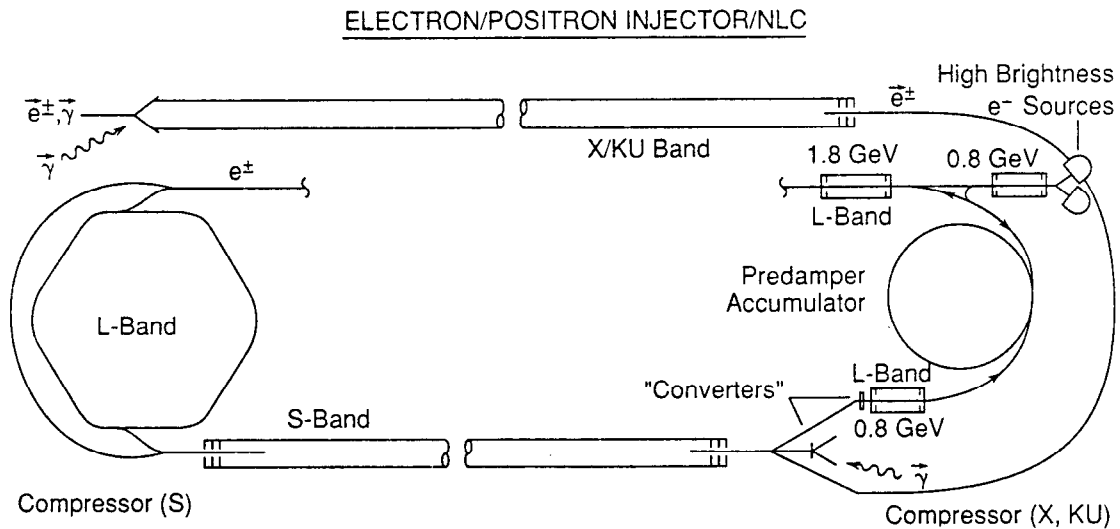 ELECTRON/POSITRON INJECTOR/NLC
High Brightness
e⁻ Sources
e⃗±,γ⃗
γ⃗
X/KU Band
e⃗±
e±
1.8 GeV
0.8 GeV
L-Band
Predamper
Accumulator
L-Band
L-Band
"Converters"
0.8 GeV
S-Band
γ⃗
Compressor (S)
Compressor (X, KU)